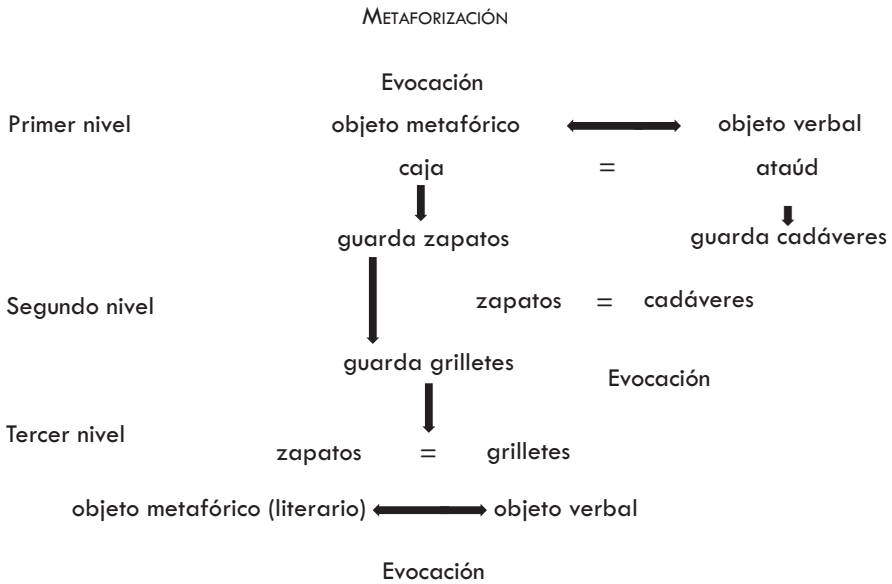 METAFORIZACIÓN
Evocación
Primer nivel objeto metafórico objeto verbal
caja = ataúd
guarda zapatos guarda cadáveres
Segundo nivel zapatos = cadáveres
guarda grilletes
Evocación
Tercer nivel
zapatos = grilletes
objeto metafórico (literario) objeto verbal
Evocación